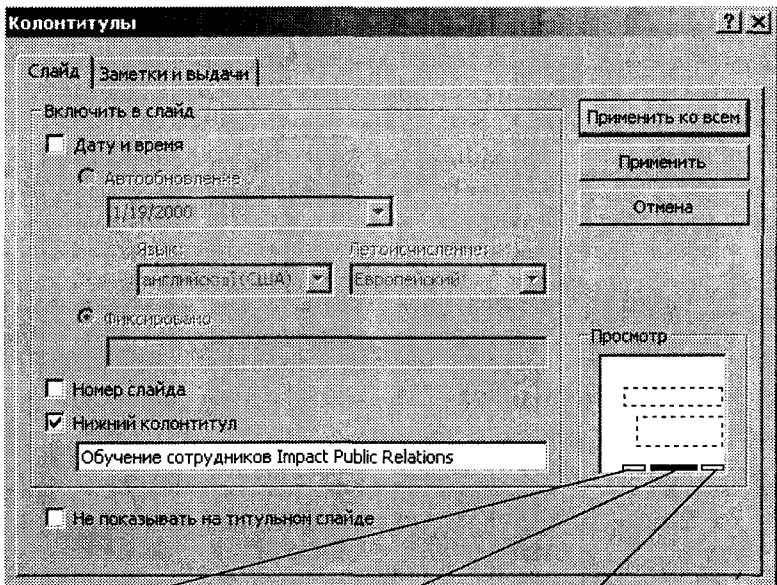 Колонтитулы
Слайд Заметки и выдачи
Включить в слайд
Дату и время
Автообновление
1/19/2000
Язык: Летоисчисление:
английский (США) Европейский
Фиксировано
Номер слайда
Нижний колонтитул
Обучение сотрудников Impact Public Relations
Не показывать на титульном слайде
Применить ко всем
Применить
Отмена
Просмотр